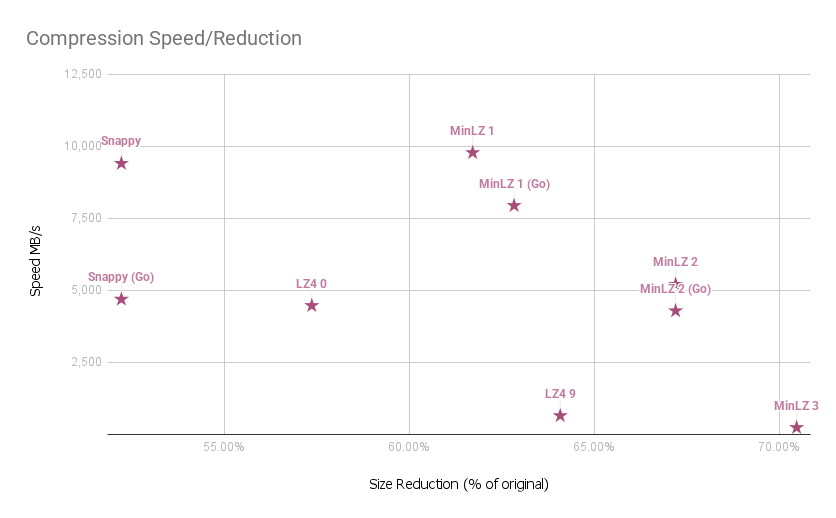 Compression Speed/Reduction
12,500
10,000
7,500
5,000
2,500
Speed MB/s
Snappy
MinLZ 1
MinLZ 1 (Go)
MinLZ 2
Snappy (Go)
LZ4 0
MinLZ 2 (Go)
LZ4 9
MinLZ 3
55.00%
60.00%
65.00%
70.00%
Size Reduction (% of original)